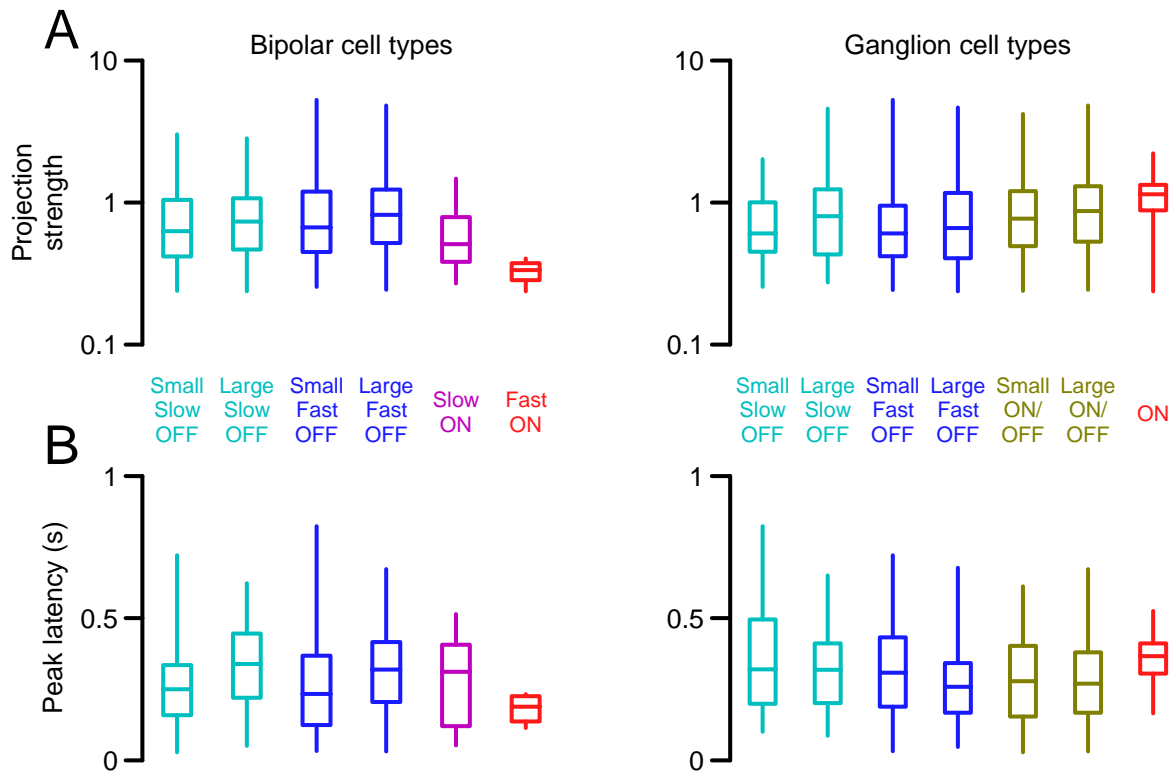 A
Bipolar cell types
Ganglion cell types
Projection
strength
10
1
0.1
10
1
0.1
Small
Slow
OFF
Large
Slow
OFF
Small
Fast
OFF
Large
Fast
OFF
Slow
ON
Fast
ON
Small
Slow
OFF
Large
Slow
OFF
Small
Fast
OFF
Large
Fast
OFF
Small
ON/
OFF
Large
ON/
OFF
ON
B
Peak latency (s)
1
0.5
0
1
0.5
0